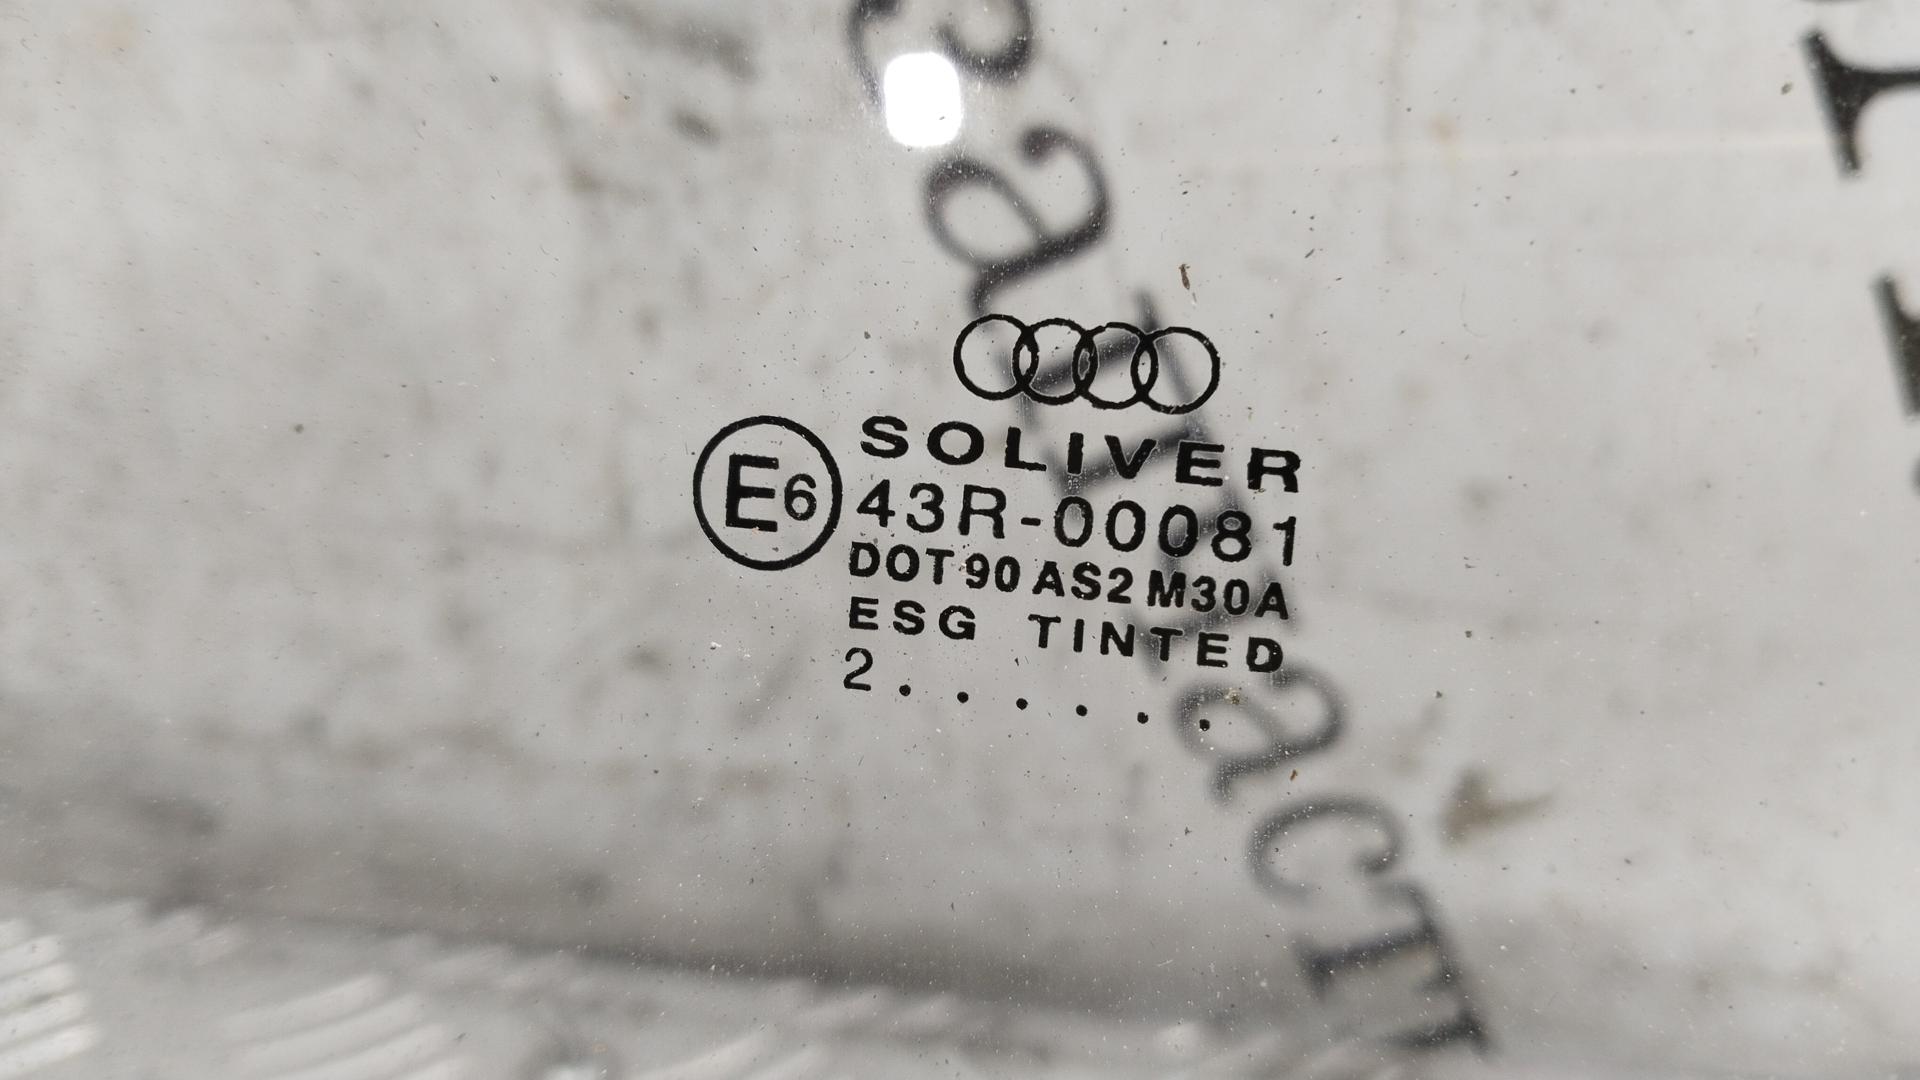 SOLIVER
E6 43R-00081
DOT 90 AS2 M30A
ESG TINTED
2......